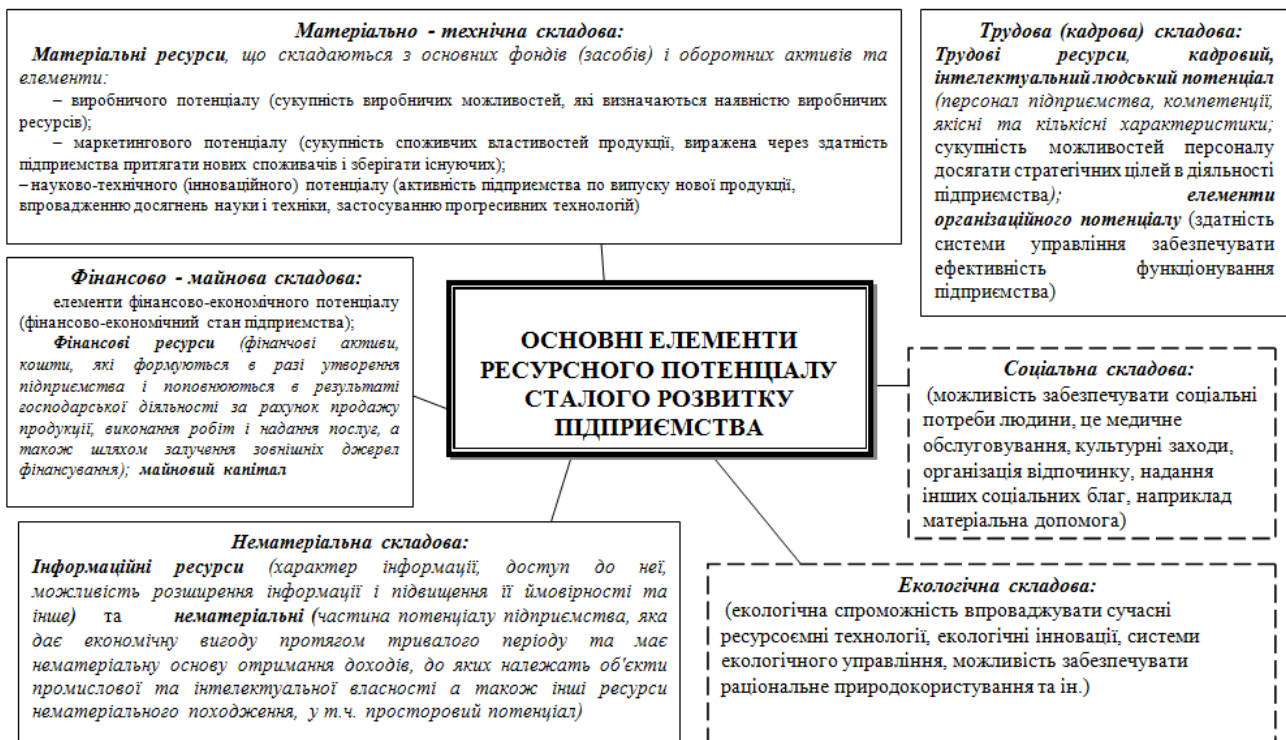 Матеріально - технічна складова:
Матеріальні ресурси, що складаються з основних фондів (засобів) і оборотних активів та
елементи:
– виробничого потенціалу (сукупність виробничих можливостей, які визначаються наявністю виробничих
ресурсів);
– маркетингового потенціалу (сукупність споживчих властивостей продукції, виражена через здатність
підприємства притягати нових споживачів і зберігати існуючих);
– науково-технічного (інноваційного) потенціалу (активність підприємства по випуску нової продукції,
впровадженню досягнень науки і техніки, застосуванню прогресивних технологій)
Трудова (кадрова) складова:
Трудові ресурси, кадровий,
інтелектуальний людський потенціал
(персонал підприємства, компетенції,
якісні та кількісні характеристики;
сукупність можливостей персоналу
досягати стратегічних цілей в діяльності
підприємства); елементи
організаційного потенціалу (здатність
системи управління забезпечувати
ефективність функціонування
підприємства)
Фінансово - майнова складова:
елементи фінансово-економічного потенціалу
(фінансово-економічний стан підприємства);
Фінансові ресурси (фінанчові активи,
кошти, які формуються в разі утворення
підприємства і поповнюються в результаті
господарської діяльності за рахунок продажу
продукції, виконання робіт і надання послуг, а
також шляхом залучення зовнішніх джерел
фінансування); майновий капітал
ОСНОВНІ ЕЛЕМЕНТИ
РЕСУРСНОГО ПОТЕНЦІАЛУ
СТАЛОГО РОЗВИТКУ
ПІДПРИЄМСТВА
Соціальна складова:
(можливість забезпечувати соціальні
потреби людини, це медичне
обслуговування, культурні заходи,
організація відпочинку, надання
інших соціальних благ, наприклад
матеріальна допомога)
Нематеріальна складова:
Інформаційні ресурси (характер інформації, доступ до неї,
можливість розширення інформації і підвищення її ймовірності та
інше) та нематеріальні (частина потенціалу підприємства, яка
дає економічну вигоду протягом тривалого періоду та має
нематеріальну основу отримання доходів, до яких належать об'єкти
промислової та інтелектуальної власності а також інші ресурси
нематеріального походження, у т.ч. просторовий потенціал)
Екологічна складова:
(екологічна спроможність впроваджувати сучасні
ресурсоємні технології, екологічні інновації, системи
екологічного управління, можливість забезпечувати
раціональне природокористування та ін.)